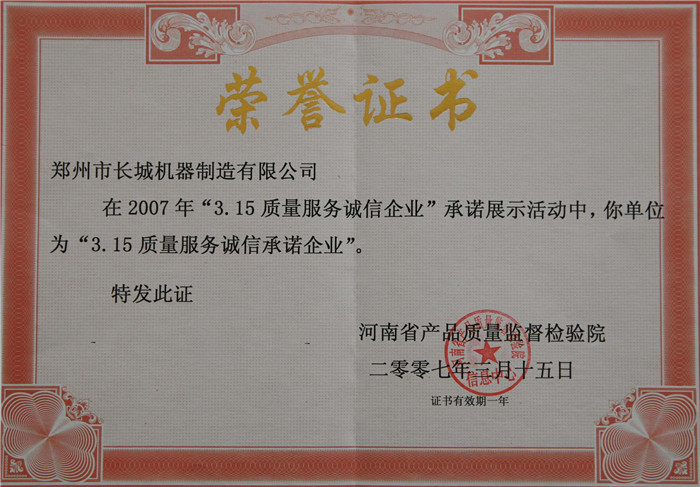 荣誉证书
郑州市长城机器制造有限公司
在 2007 年“3.15 质量服务诚信企业”承诺展示活动中，你单位
为“3.15 质量服务诚信承诺企业”。
特发此证
河南省产品质量监督检验院
二零零七年三月十五日
信息中心
证书有效期一年